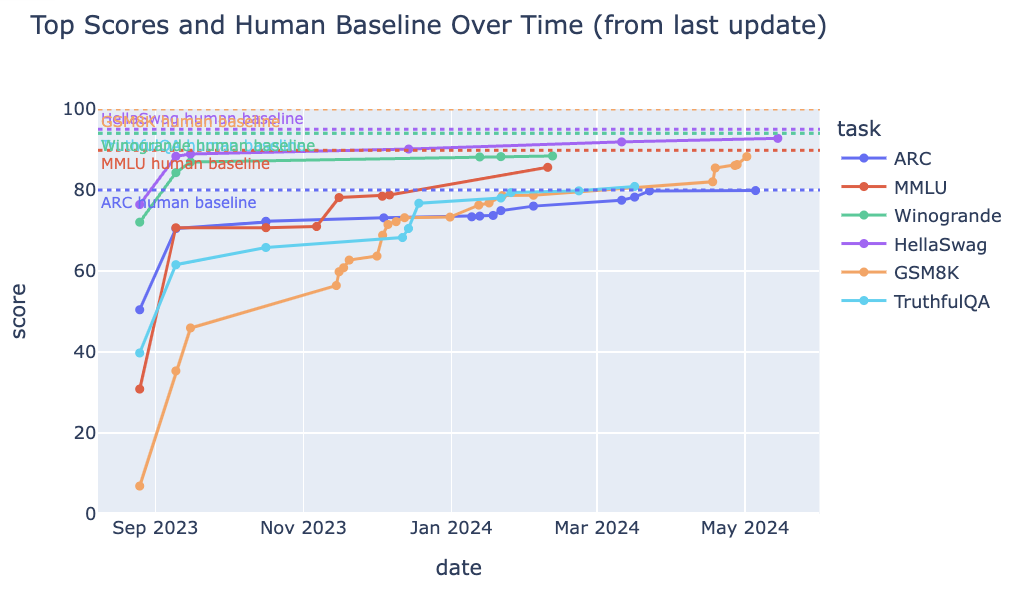 Top Scores and Human Baseline Over Time (from last update)
100
80
60
40
20
0
score
HellaSwag human baseline
GSM8K human baseline
Winogrande human baseline
MMLU human baseline
ARC human baseline
Sep 2023
Nov 2023
Jan 2024
Mar 2024
May 2024
date
task
ARC
MMLU
Winogrande
HellaSwag
GSM8K
TruthfulQA